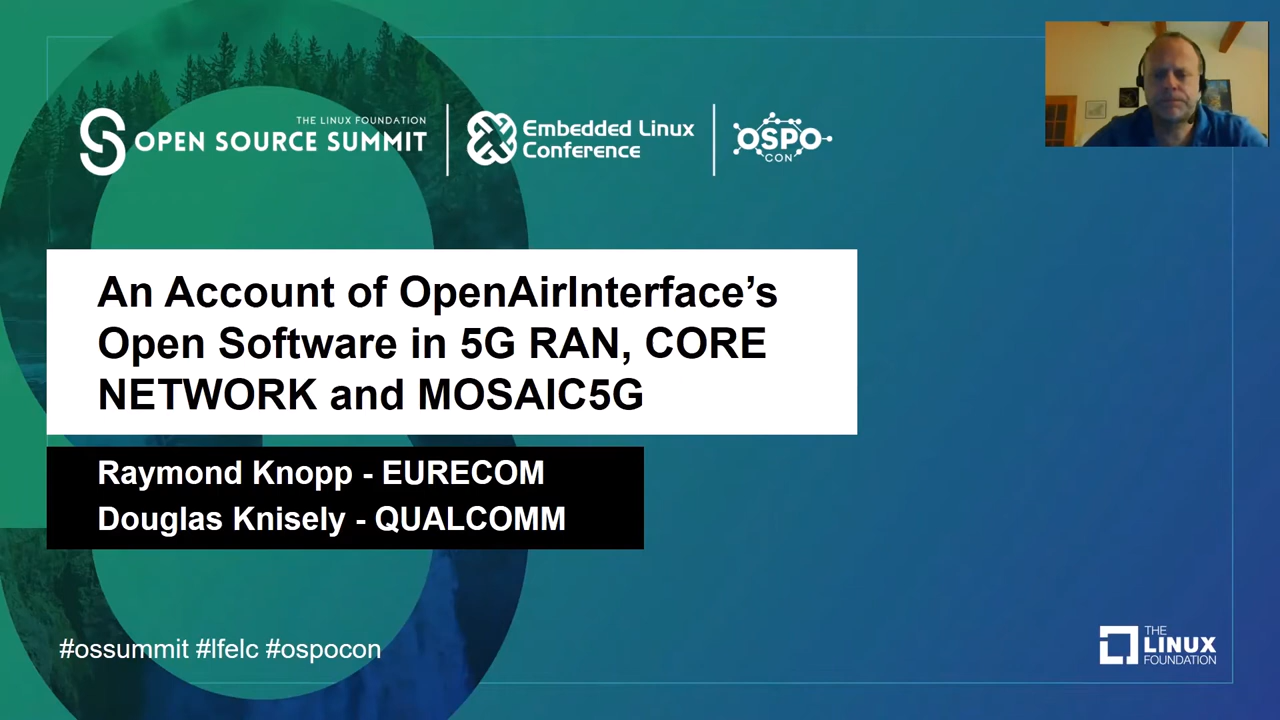 THE LINUX FOUNDATION
OPEN SOURCE SUMMIT
Embedded Linux
Conference
OSPO
CON
An Account of OpenAirInterface’s
Open Software in 5G RAN, CORE
NETWORK and MOSAIC5G
Raymond Knopp - EURECOM
Douglas Knisely - QUALCOMM
#ossummit #lfelc #ospocon
THE
LINUX
FOUNDATION